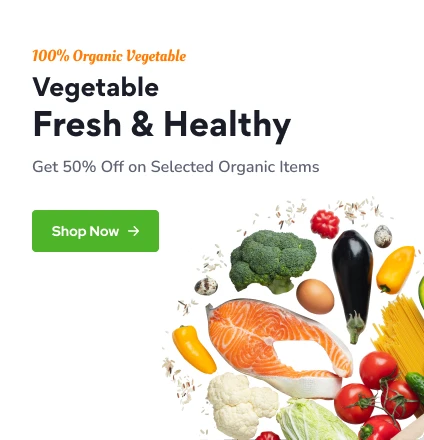 100% Organic Vegetable
Vegetable
Fresh & Healthy
Get 50% Off on Selected Organic Items
Shop Now →